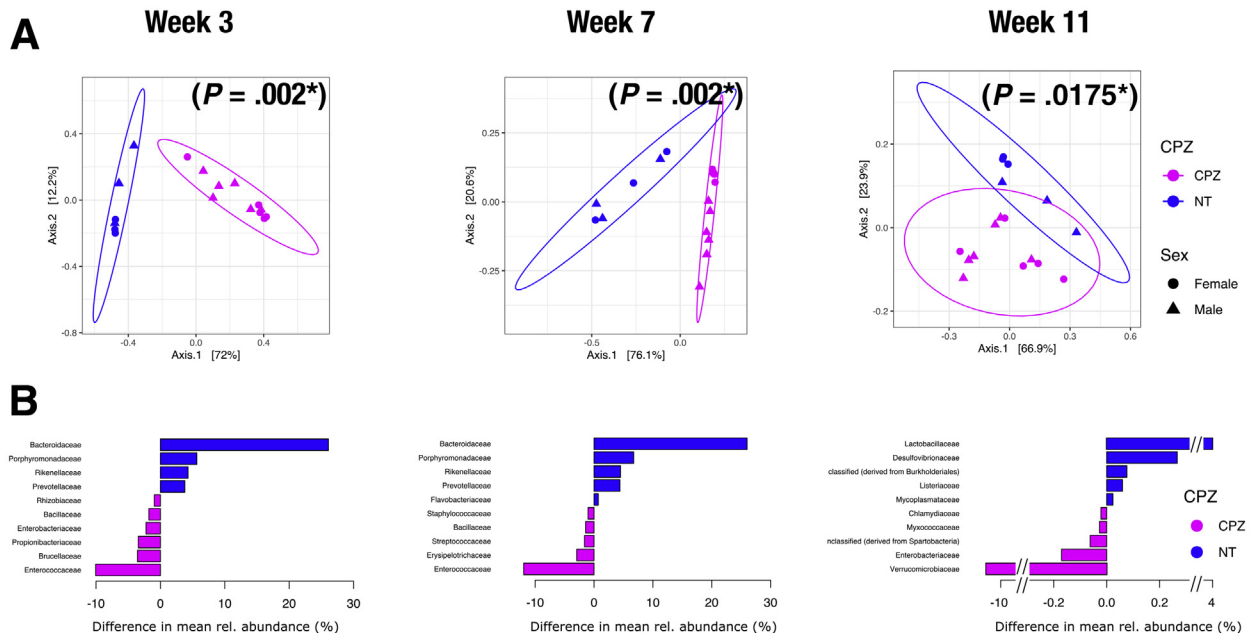 A
Week 3
Week 7
Week 11
(P = .002*)
(P = .002*)
(P = .0175*)
Axis.2 [12.2%]
0.4
0.0
-0.4
-0.8
-0.4
0.0
0.4
Axis.1 [72%]
Axis.2 [20.6%]
0.25
0.00
-0.25
-0.5
0.0
Axis.1 [76.1%]
Axis.2 [23.9%]
0.2
0.0
-0.2
-0.3
0.0
0.3
0.6
Axis.1 [66.9%]
CPZ
CPZ
NT
Sex
Female
Male
B
Bacteroidaceae
Porphyromonadaceae
Rikenellaceae
Prevotellaceae
Rhizobiaceae
Bacillaceae
Enterobacteriaceae
Propionibacteriaceae
Brucellaceae
Enterococcaceae
-10
0
10
20
30
Difference in mean rel. abundance (%)
Bacteroidaceae
Porphyromonadaceae
Rikenellaceae
Prevotellaceae
Flavobacteriaceae
Staphylococcaceae
Bacillaceae
Streptococcaceae
Erysipelotrichaceae
Enterococcaceae
-10
0
10
20
30
Difference in mean rel. abundance (%)
Lactobacillaceae
Desulfovibrionaceae
classified (derived from Burkholderiales)
Listeriaceae
Mycoplasmataceae
Chlamydiaceae
Myxococcaceae
nclassified (derived from Spartobacteria)
Enterobacteriaceae
Verrucomicrobiaceae
-10
0.0
0.2
4
Difference in mean rel. abundance (%)
CPZ
CPZ
NT